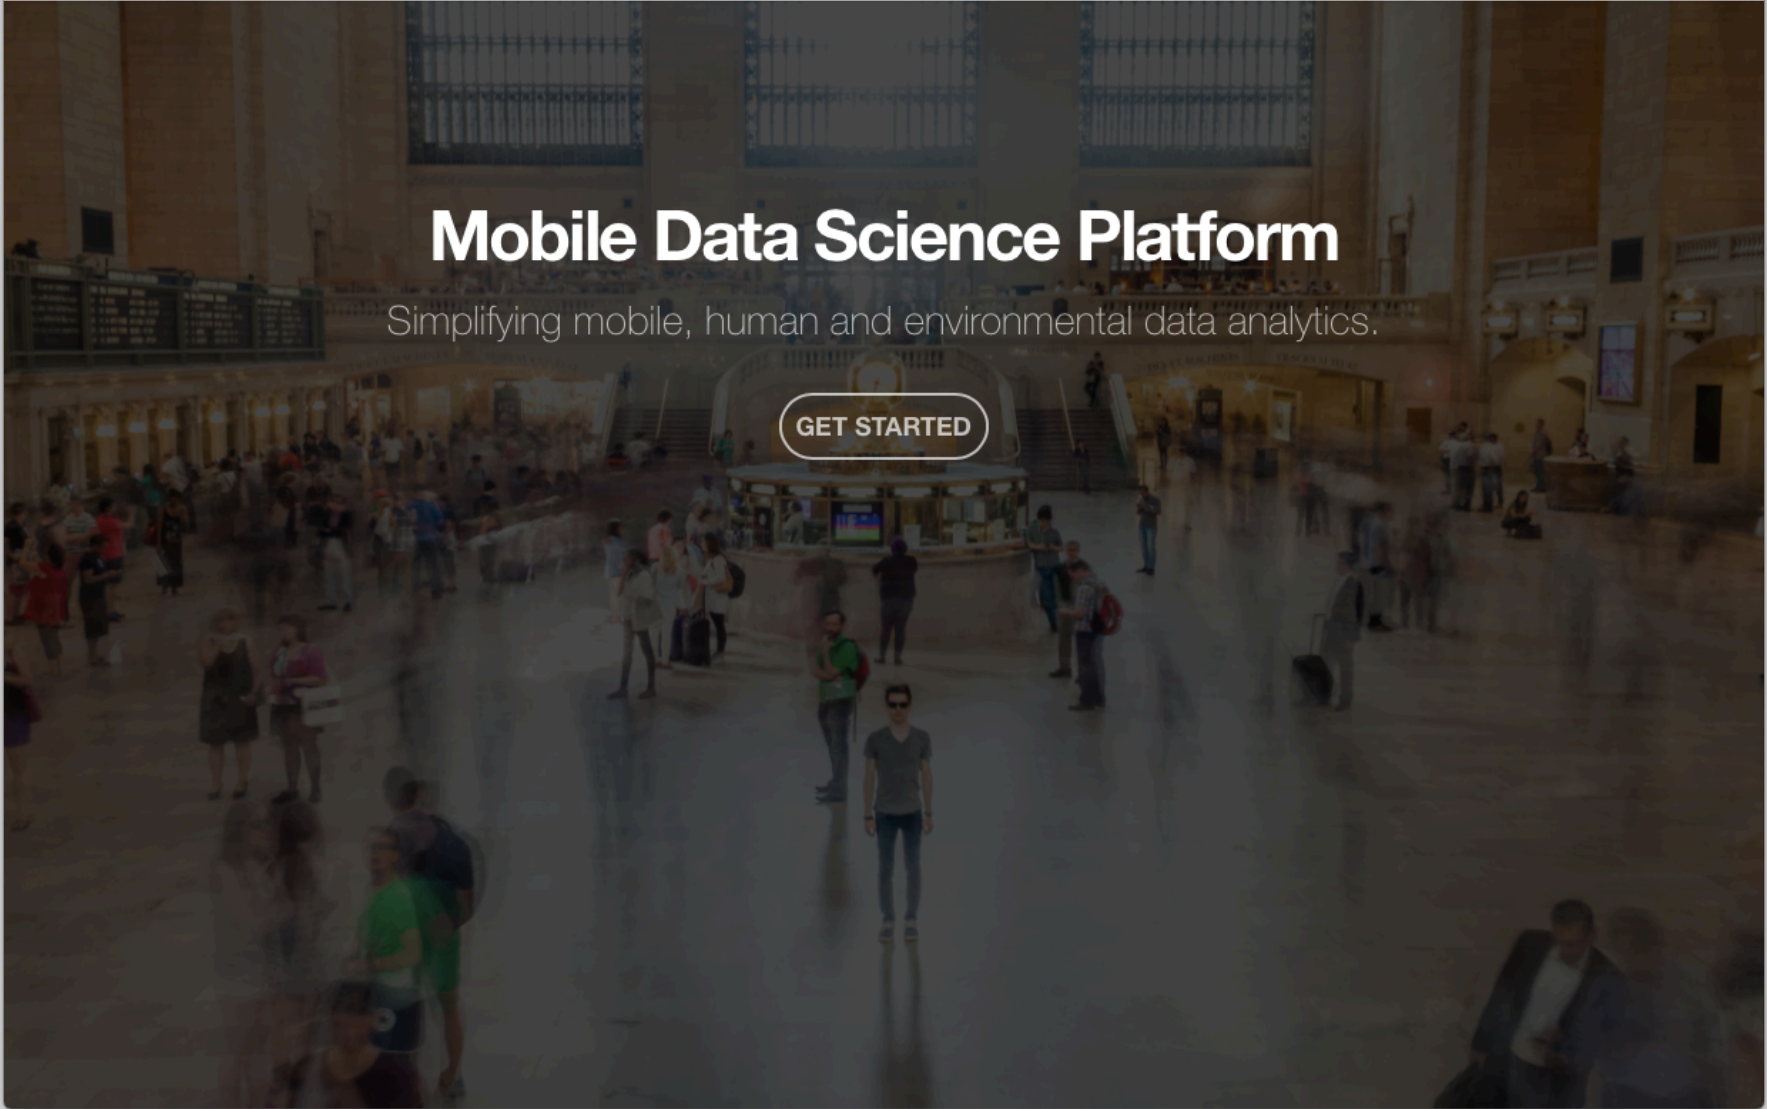 Mobile Data Science Platform
Simplifying mobile, human and environmental data analytics.
GET STARTED